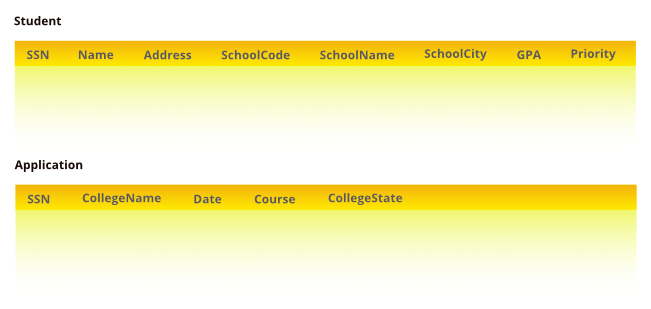 Student
SSN Name Address SchoolCode SchoolName SchoolCity GPA Priority
Application
SSN CollegeName Date Course CollegeState